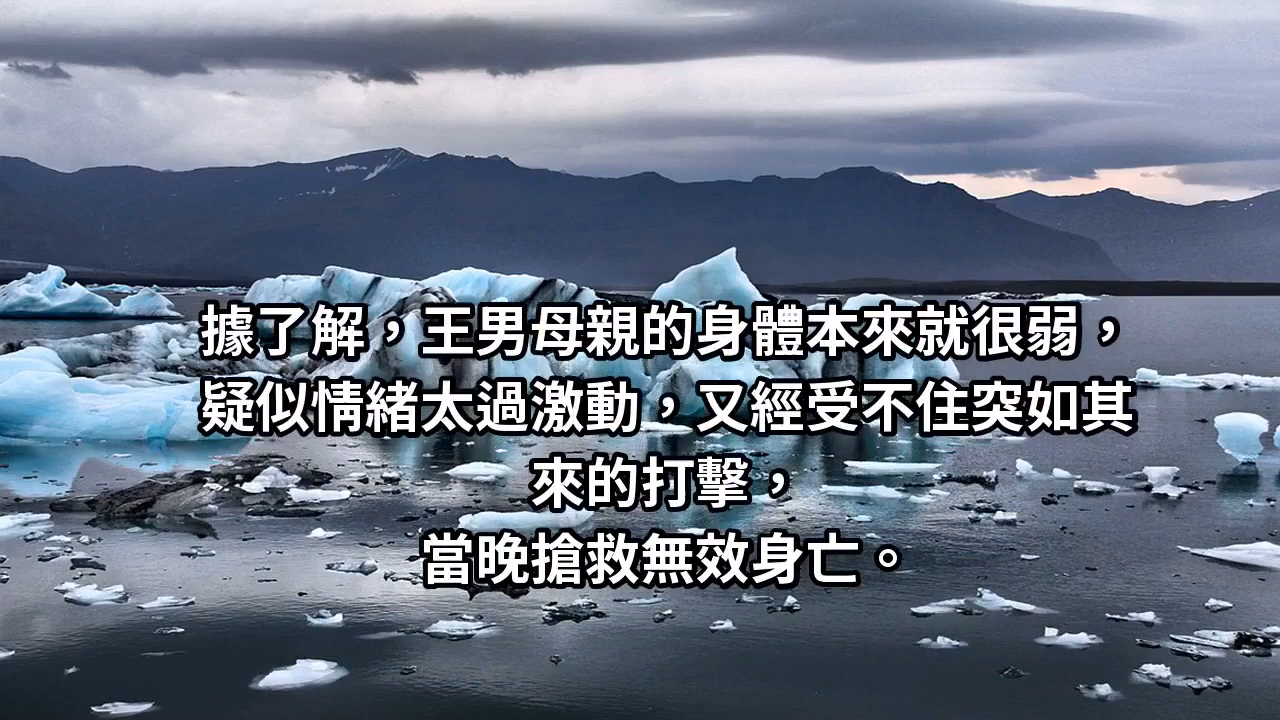 據了解，王男母親的身體本來就很弱，
疑似情緒太過激動，又經受不住突如其
來的打擊，
當晚搶救無效身亡。